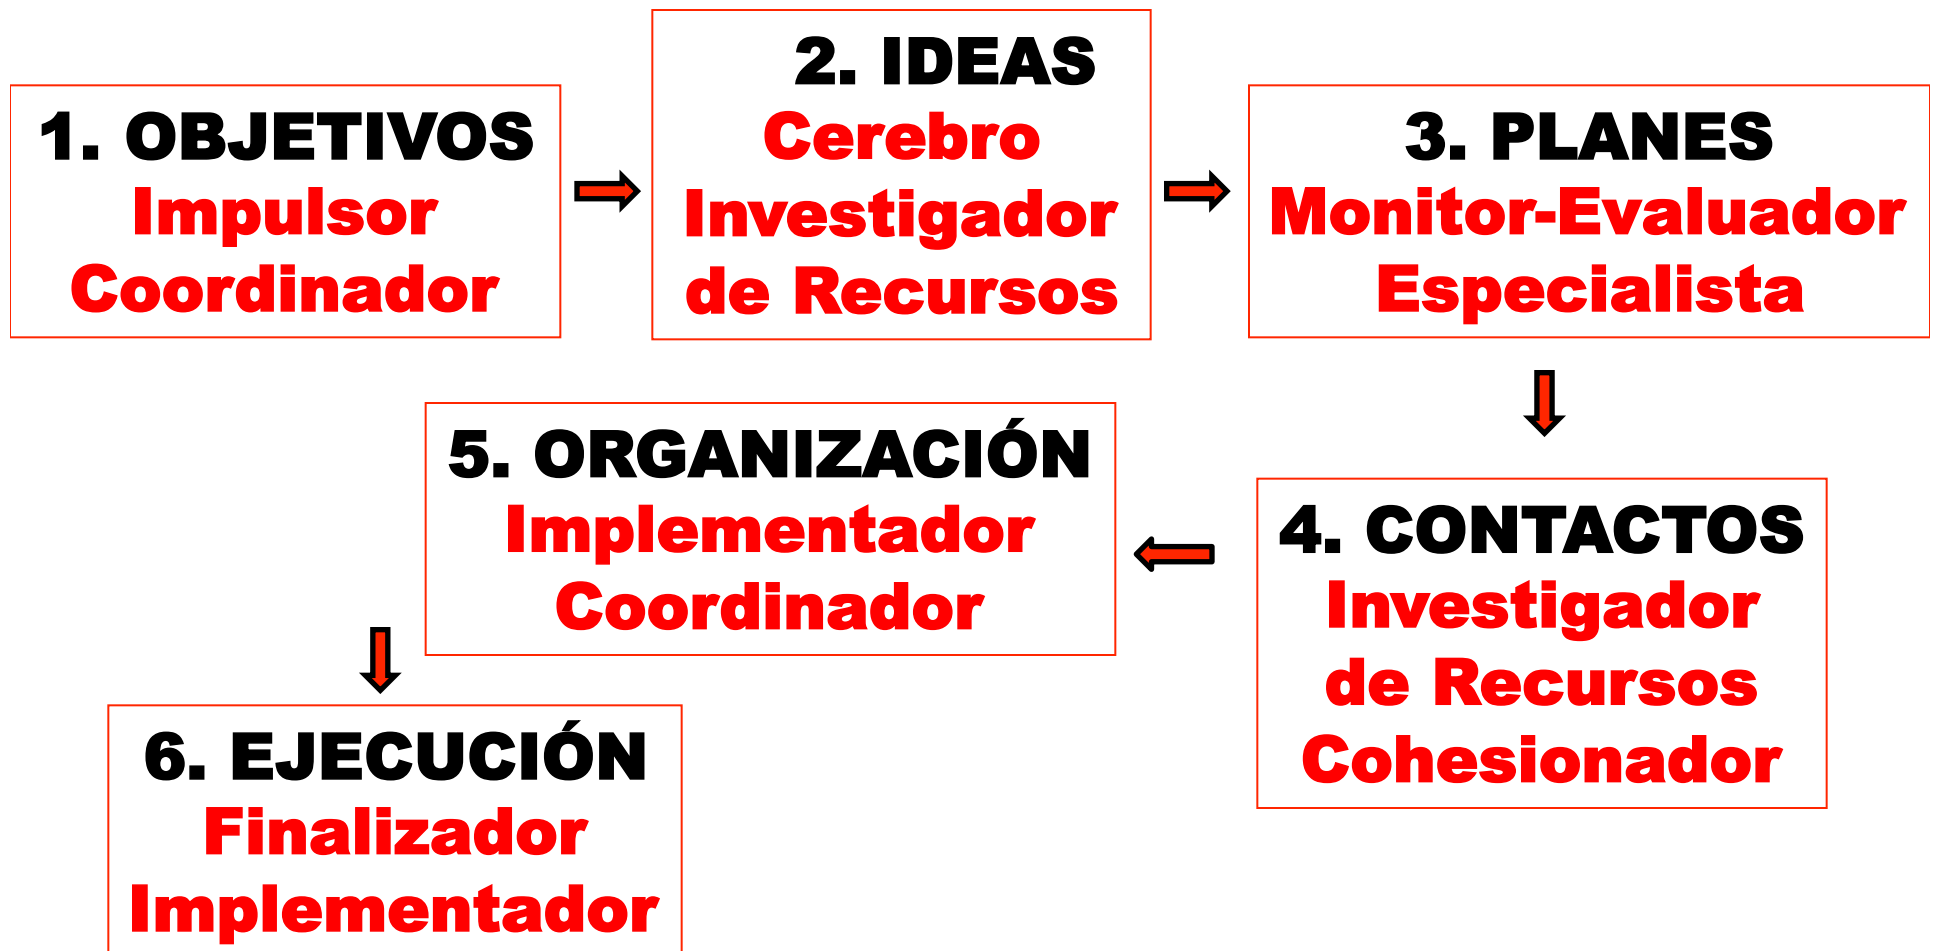 1. OBJETIVOS
Impulsor
Coordinador
2. IDEAS
Cerebro
Investigador
de Recursos
3. PLANES
Monitor-Evaluador
Especialista
4. CONTACTOS
Investigador
de Recursos
Cohesionador
5. ORGANIZACIÓN
Implementador
Coordinador
6. EJECUCIÓN
Finalizador
Implementador